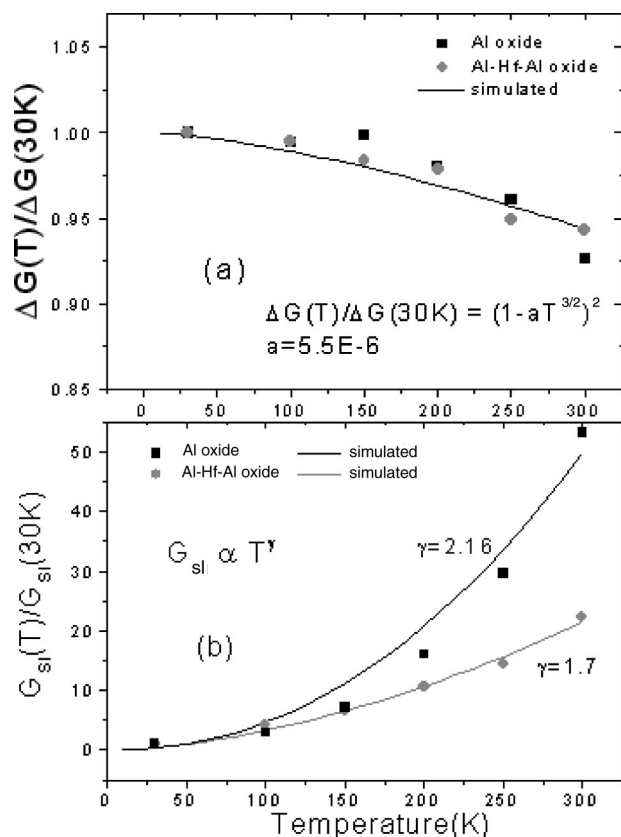 1.05
1.00
0.95
0.90
0.85
ΔG(T)/ΔG(30K)
Al oxide
Al-Hf-Al oxide
simulated
(a)
ΔG(T)/ΔG(30K) = (1-aT^3/2)^2
a=5.5E-6
0 50 100 150 200 250 300
50
40
30
20
10
0
G_sl(T)/G_sl(30K)
Al oxide simulated
Al-Hf-Al oxide simulated
G_sl ∝ T^γ
γ=2.16
(b)
γ=1.7
0 50 100 150 200 250 300
Temperature(K)